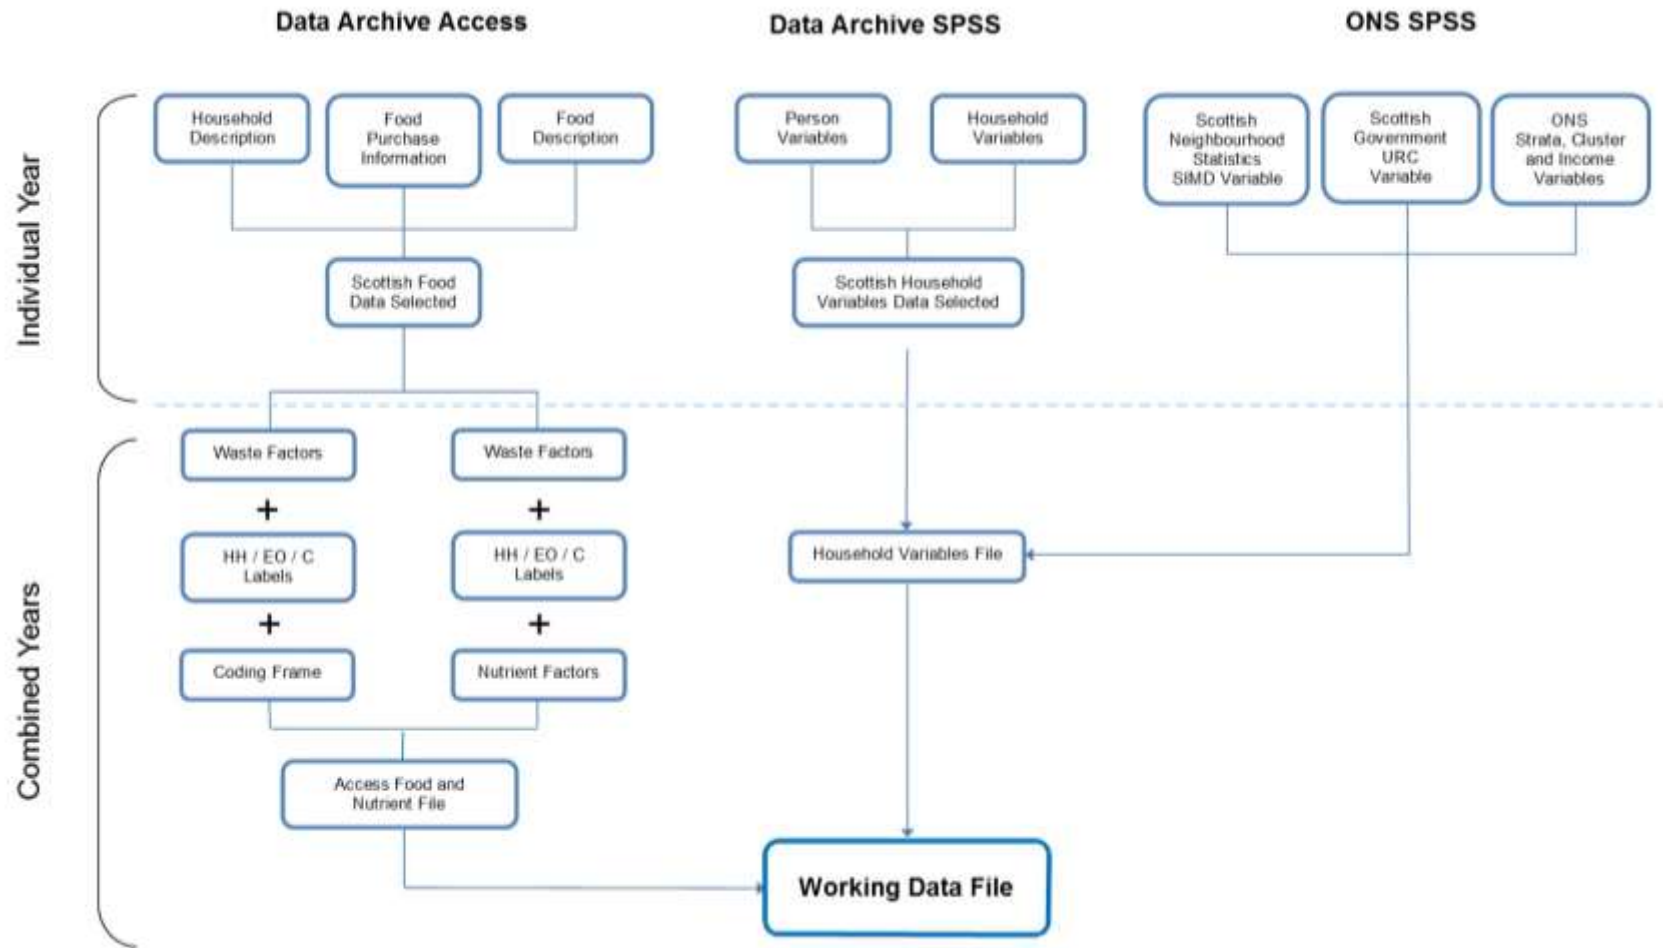 Data Archive Access
Data Archive SPSS
ONS SPSS
Individual Year
Household
Description
Food
Purchase
Information
Food
Description
Person
Variables
Household
Variables
Scottish
Neighbourhood
Statistics
SIMD Variable
Scottish
Government
URC
Variable
ONS
Strata, Cluster
and Income
Variables
Scottish Food
Data Selected
Scottish Household
Variables Data Selected
Combined Years
Waste Factors
Waste Factors
+
+
HH / EO / C
Labels
HH / EO / C
Labels
Household Variables File
+
+
Coding Frame
Nutrient Factors
Access Food and
Nutrient File
Working Data File